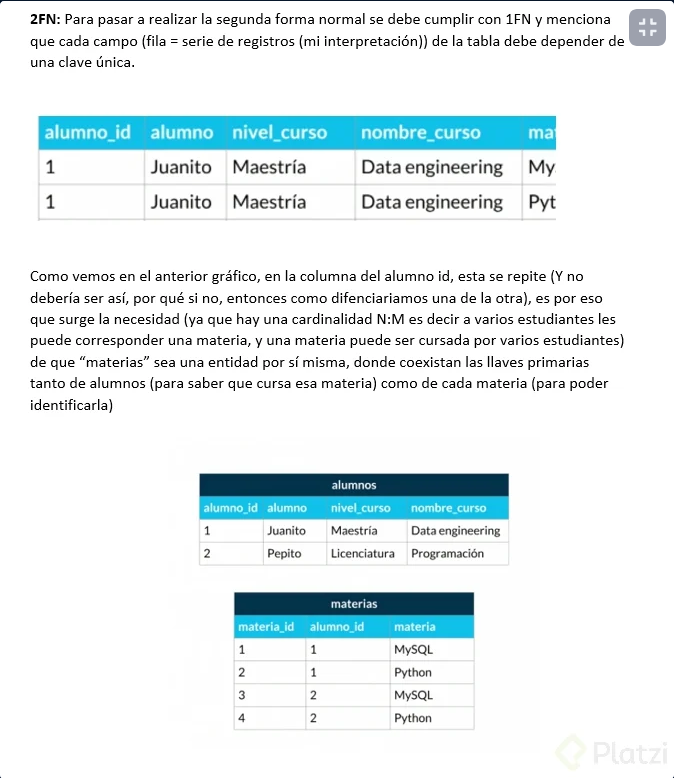 2FN: Para pasar a realizar la segunda forma normal se debe cumplir con 1FN y menciona
que cada campo (fila = serie de registros (mi interpretación)) de la tabla debe depender de
una clave única.
alumno_id alumno nivel_curso nombre_curso mat
1 Juanito Maestría Data engineering My
1 Juanito Maestría Data engineering Pyt
Como vemos en el anterior gráfico, en la columna del alumno id, esta se repite (Y no
debería ser así, por qué si no, entonces como difenciariamos una de la otra), es por eso
que surge la necesidad (ya que hay una cardinalidad N:M es decir a varios estudiantes les
puede corresponder una materia, y una materia puede ser cursada por varios estudiantes)
de que “materias” sea una entidad por sí misma, donde coexistan las llaves primarias
tanto de alumnos (para saber que cursa esa materia) como de cada materia (para poder
identificarla)
alumnos
alumno_id alumno nivel_curso nombre_curso
1 Juanito Maestría Data engineering
2 Pepito Licenciatura Programación
materias
materia_id alumno_id materia
1 1 MySQL
2 1 Python
3 2 MySQL
4 2 Python
Platzi